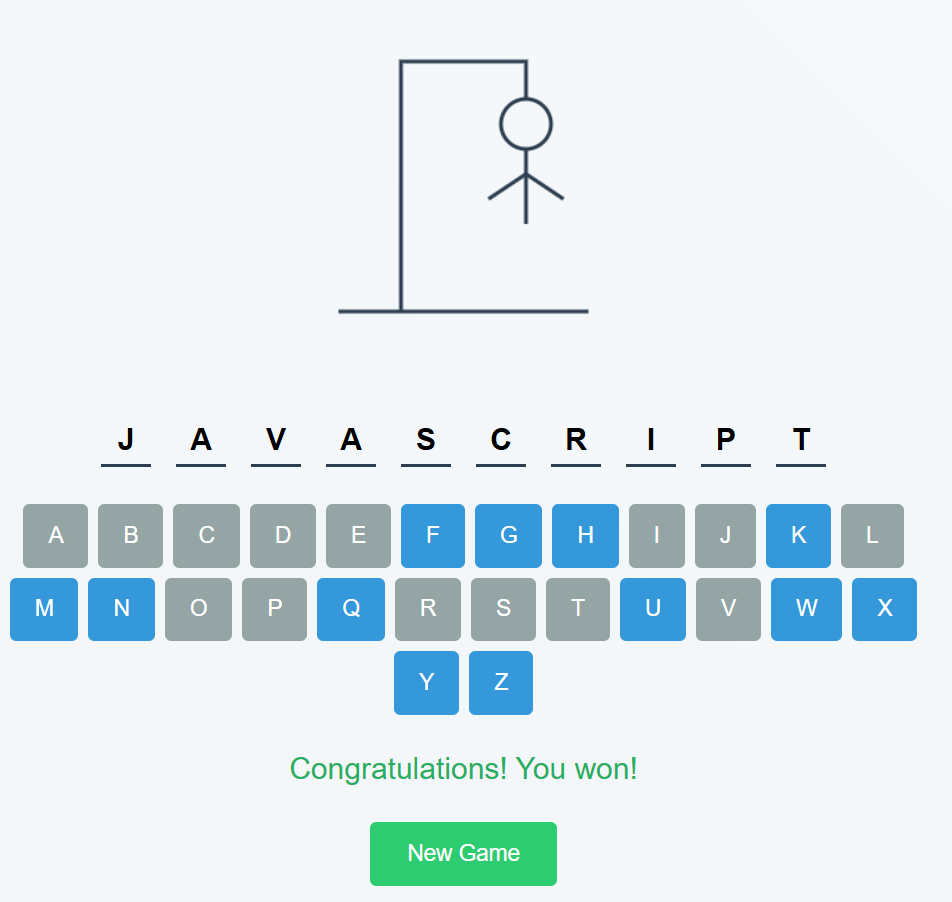 J A V A S C R I P T
A B C D E F G H I J K L
M N O P Q R S T U V W X
Y Z
Congratulations! You won!
New Game